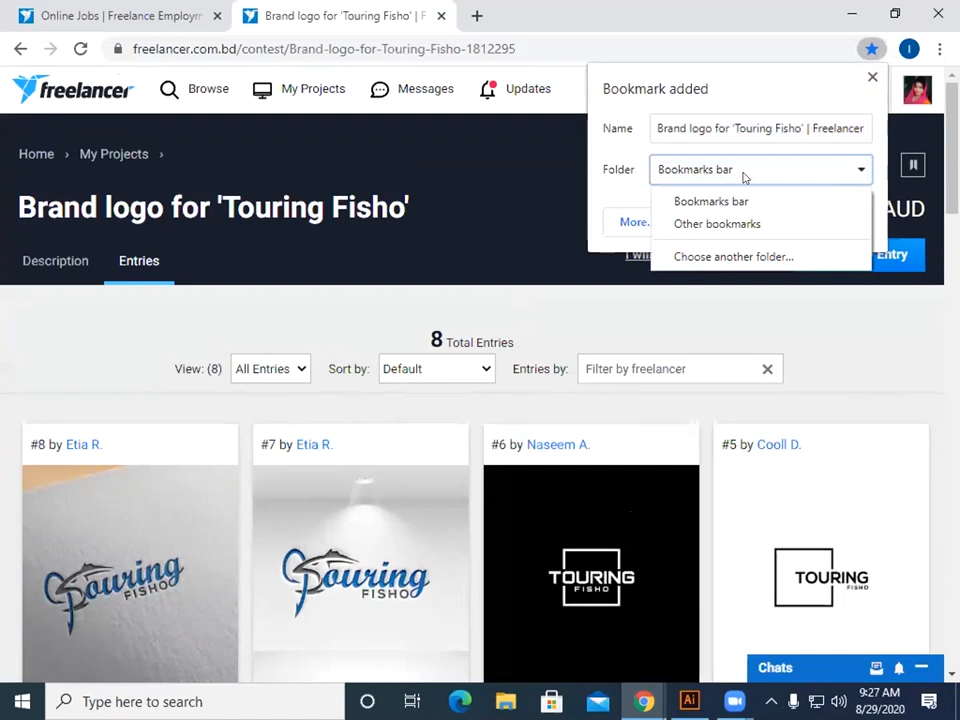 Online Jobs | Freelance Employm
Brand logo for 'Touring Fisho' | F
freelancer.com.bd/contest/Brand-logo-for-Touring-Fisho-1812295
I
freelancer
Browse
My Projects
Messages
Updates
Bookmark added
Name
Brand logo for 'Touring Fisho' | Freelancer
Folder
Bookmarks bar
Bookmarks bar
Other bookmarks
Choose another folder...
More.
Home › My Projects ›
Brand logo for 'Touring Fisho'
AUD
Description
Entries
I will
Entry
8 Total Entries
View: (8)
All Entries
Sort by:
Default
Entries by:
Filter by freelancer
#8 by Etia R.
#7 by Etia R.
#6 by Naseem A.
#5 by Cooll D.
Touring
FISHO
Touring
FISHO
TOURING
FISHO
TOURING
FISHO
Chats
Type here to search
Ai
9:27 AM
8/29/2020